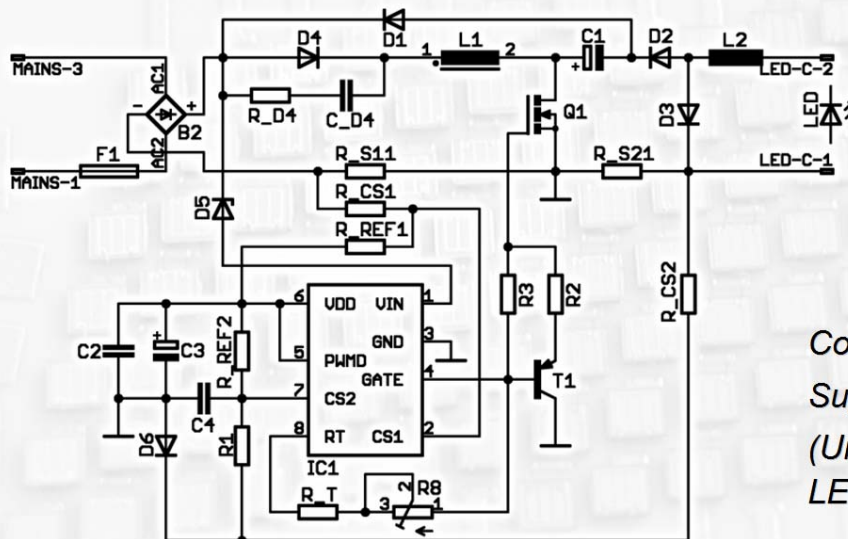 D1
D4
1 L1 2
C1
D2
L2
MAINS-3
AC1
+
LED-C-2
- +
B2
R_D4
C_D4
Q1
D3
LED
F1
AC2
R_S11
R_S21
LED-C-1
MAINS-1
R_CS1
D5
R_REF1
R3
R2
R_CS2
6 VDD VIN 1
+
GND 3
C2
C3
R_REF2
5 PWMD
GATE 4
T1
7 CS2
C4
8 RT CS1 2
D6
R1
IC1
R_T
2 R8
3 1
Co
Su
(U
LE